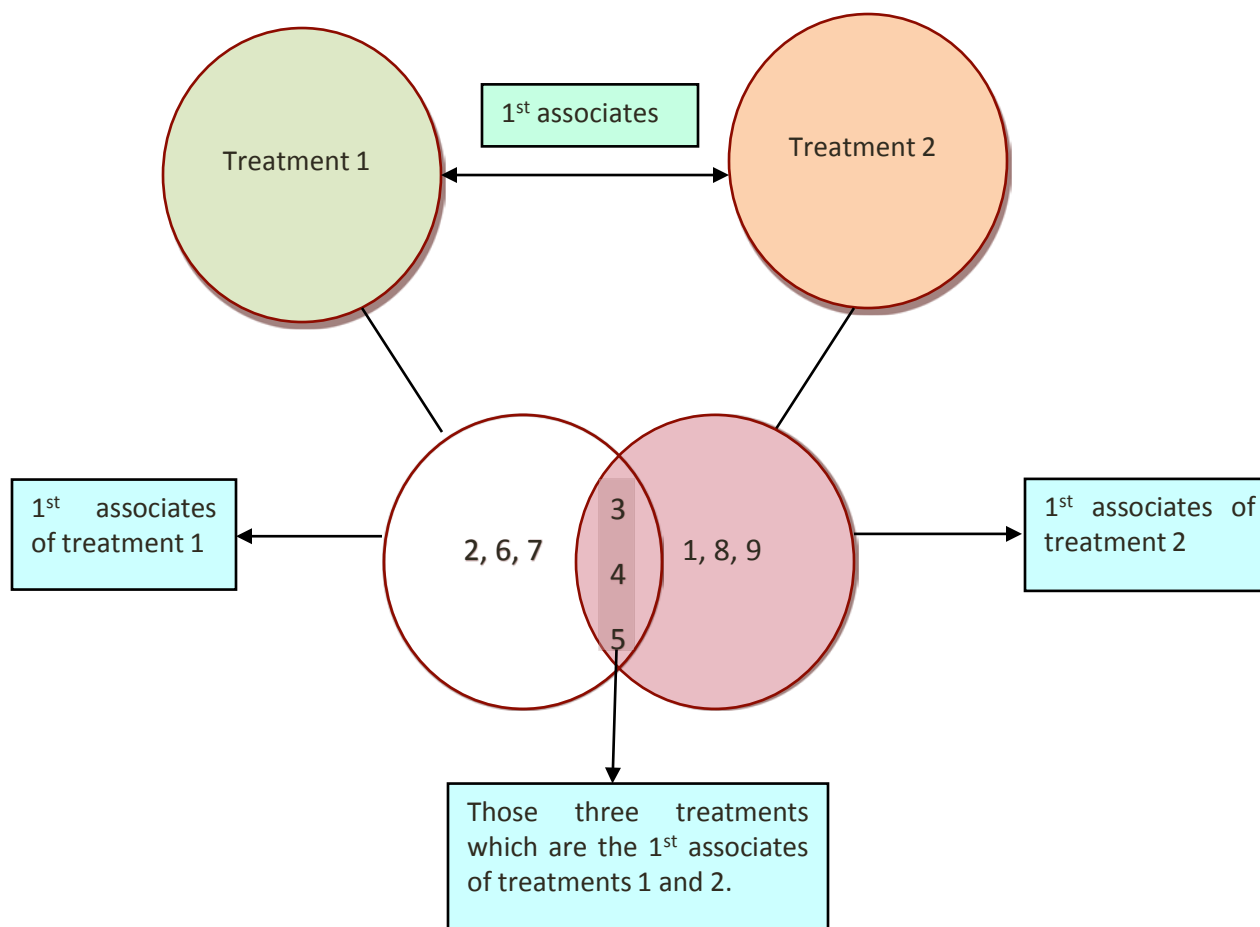 1st associates
Treatment 1
Treatment 2
1st associates
of treatment 1
2, 6, 7
3
4
5
1, 8, 9
1st associates of
treatment 2
Those three treatments
which are the 1st associates
of treatments 1 and 2.